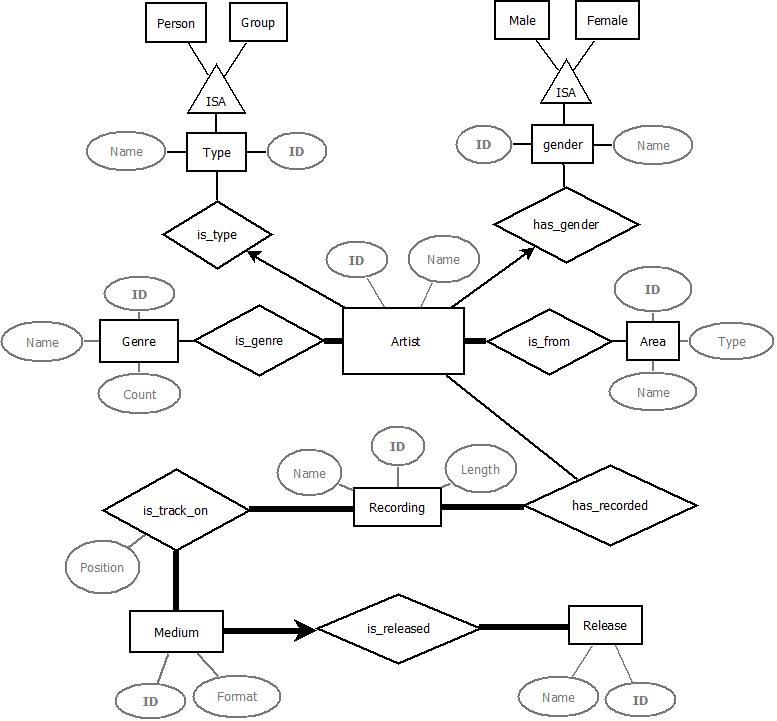 Person
Group
Male
Female
ISA
ISA
Name
Type
ID
ID
gender
Name
is_type
has_gender
ID
Name
ID
ID
Name
Genre
is_genre
Artist
is_from
Area
Type
Count
Name
Name
ID
Length
is_track_on
Recording
has_recorded
Position
Medium
is_released
Release
ID
Format
Name
ID